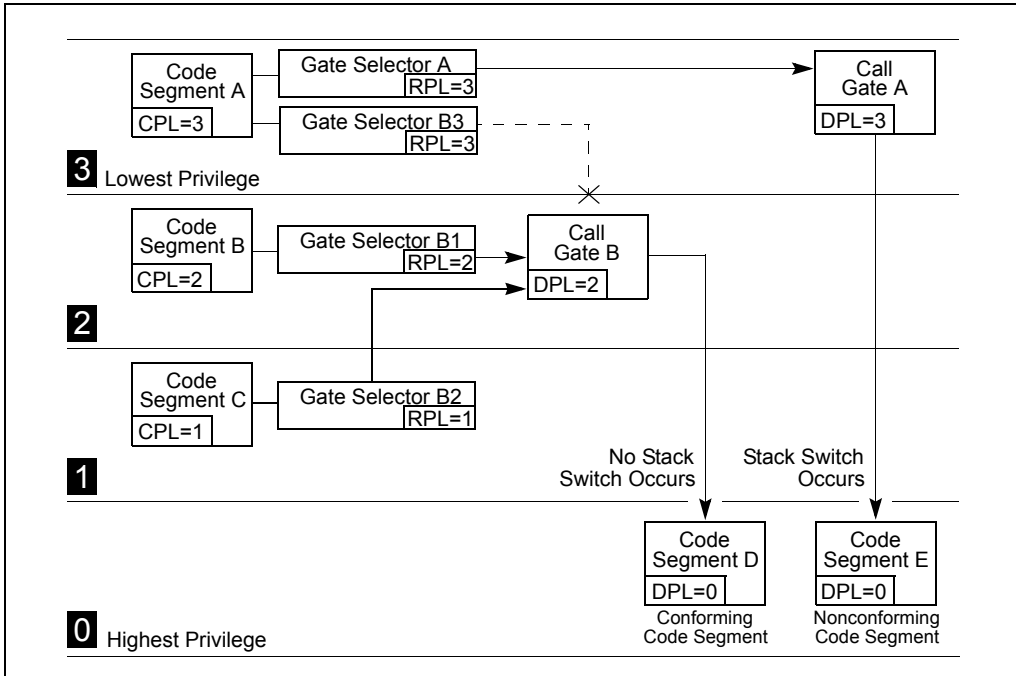 Code
Segment A
CPL=3
Gate Selector A
RPL=3
Gate Selector B3
RPL=3
Call
Gate A
DPL=3
3 Lowest Privilege
Code
Segment B
CPL=2
Gate Selector B1
RPL=2
Call
Gate B
DPL=2
2
Code
Segment C
CPL=1
Gate Selector B2
RPL=1
No Stack
Switch Occurs
Stack Switch
Occurs
1
Code
Segment D
DPL=0
Conforming
Code Segment
Code
Segment E
DPL=0
Nonconforming
Code Segment
0 Highest Privilege